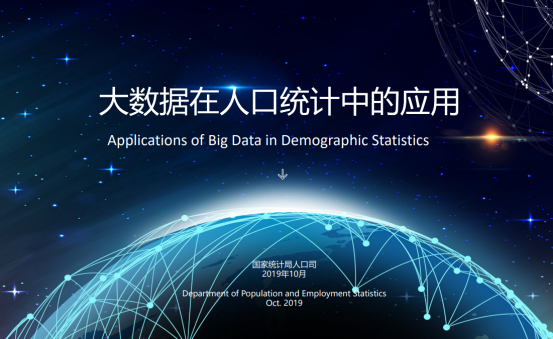 大数据在人口统计中的应用
Applications of Big Data in Demographic Statistics
国家统计局人口司
2019年10月
Department of Population and Employment Statistics
Oct. 2019